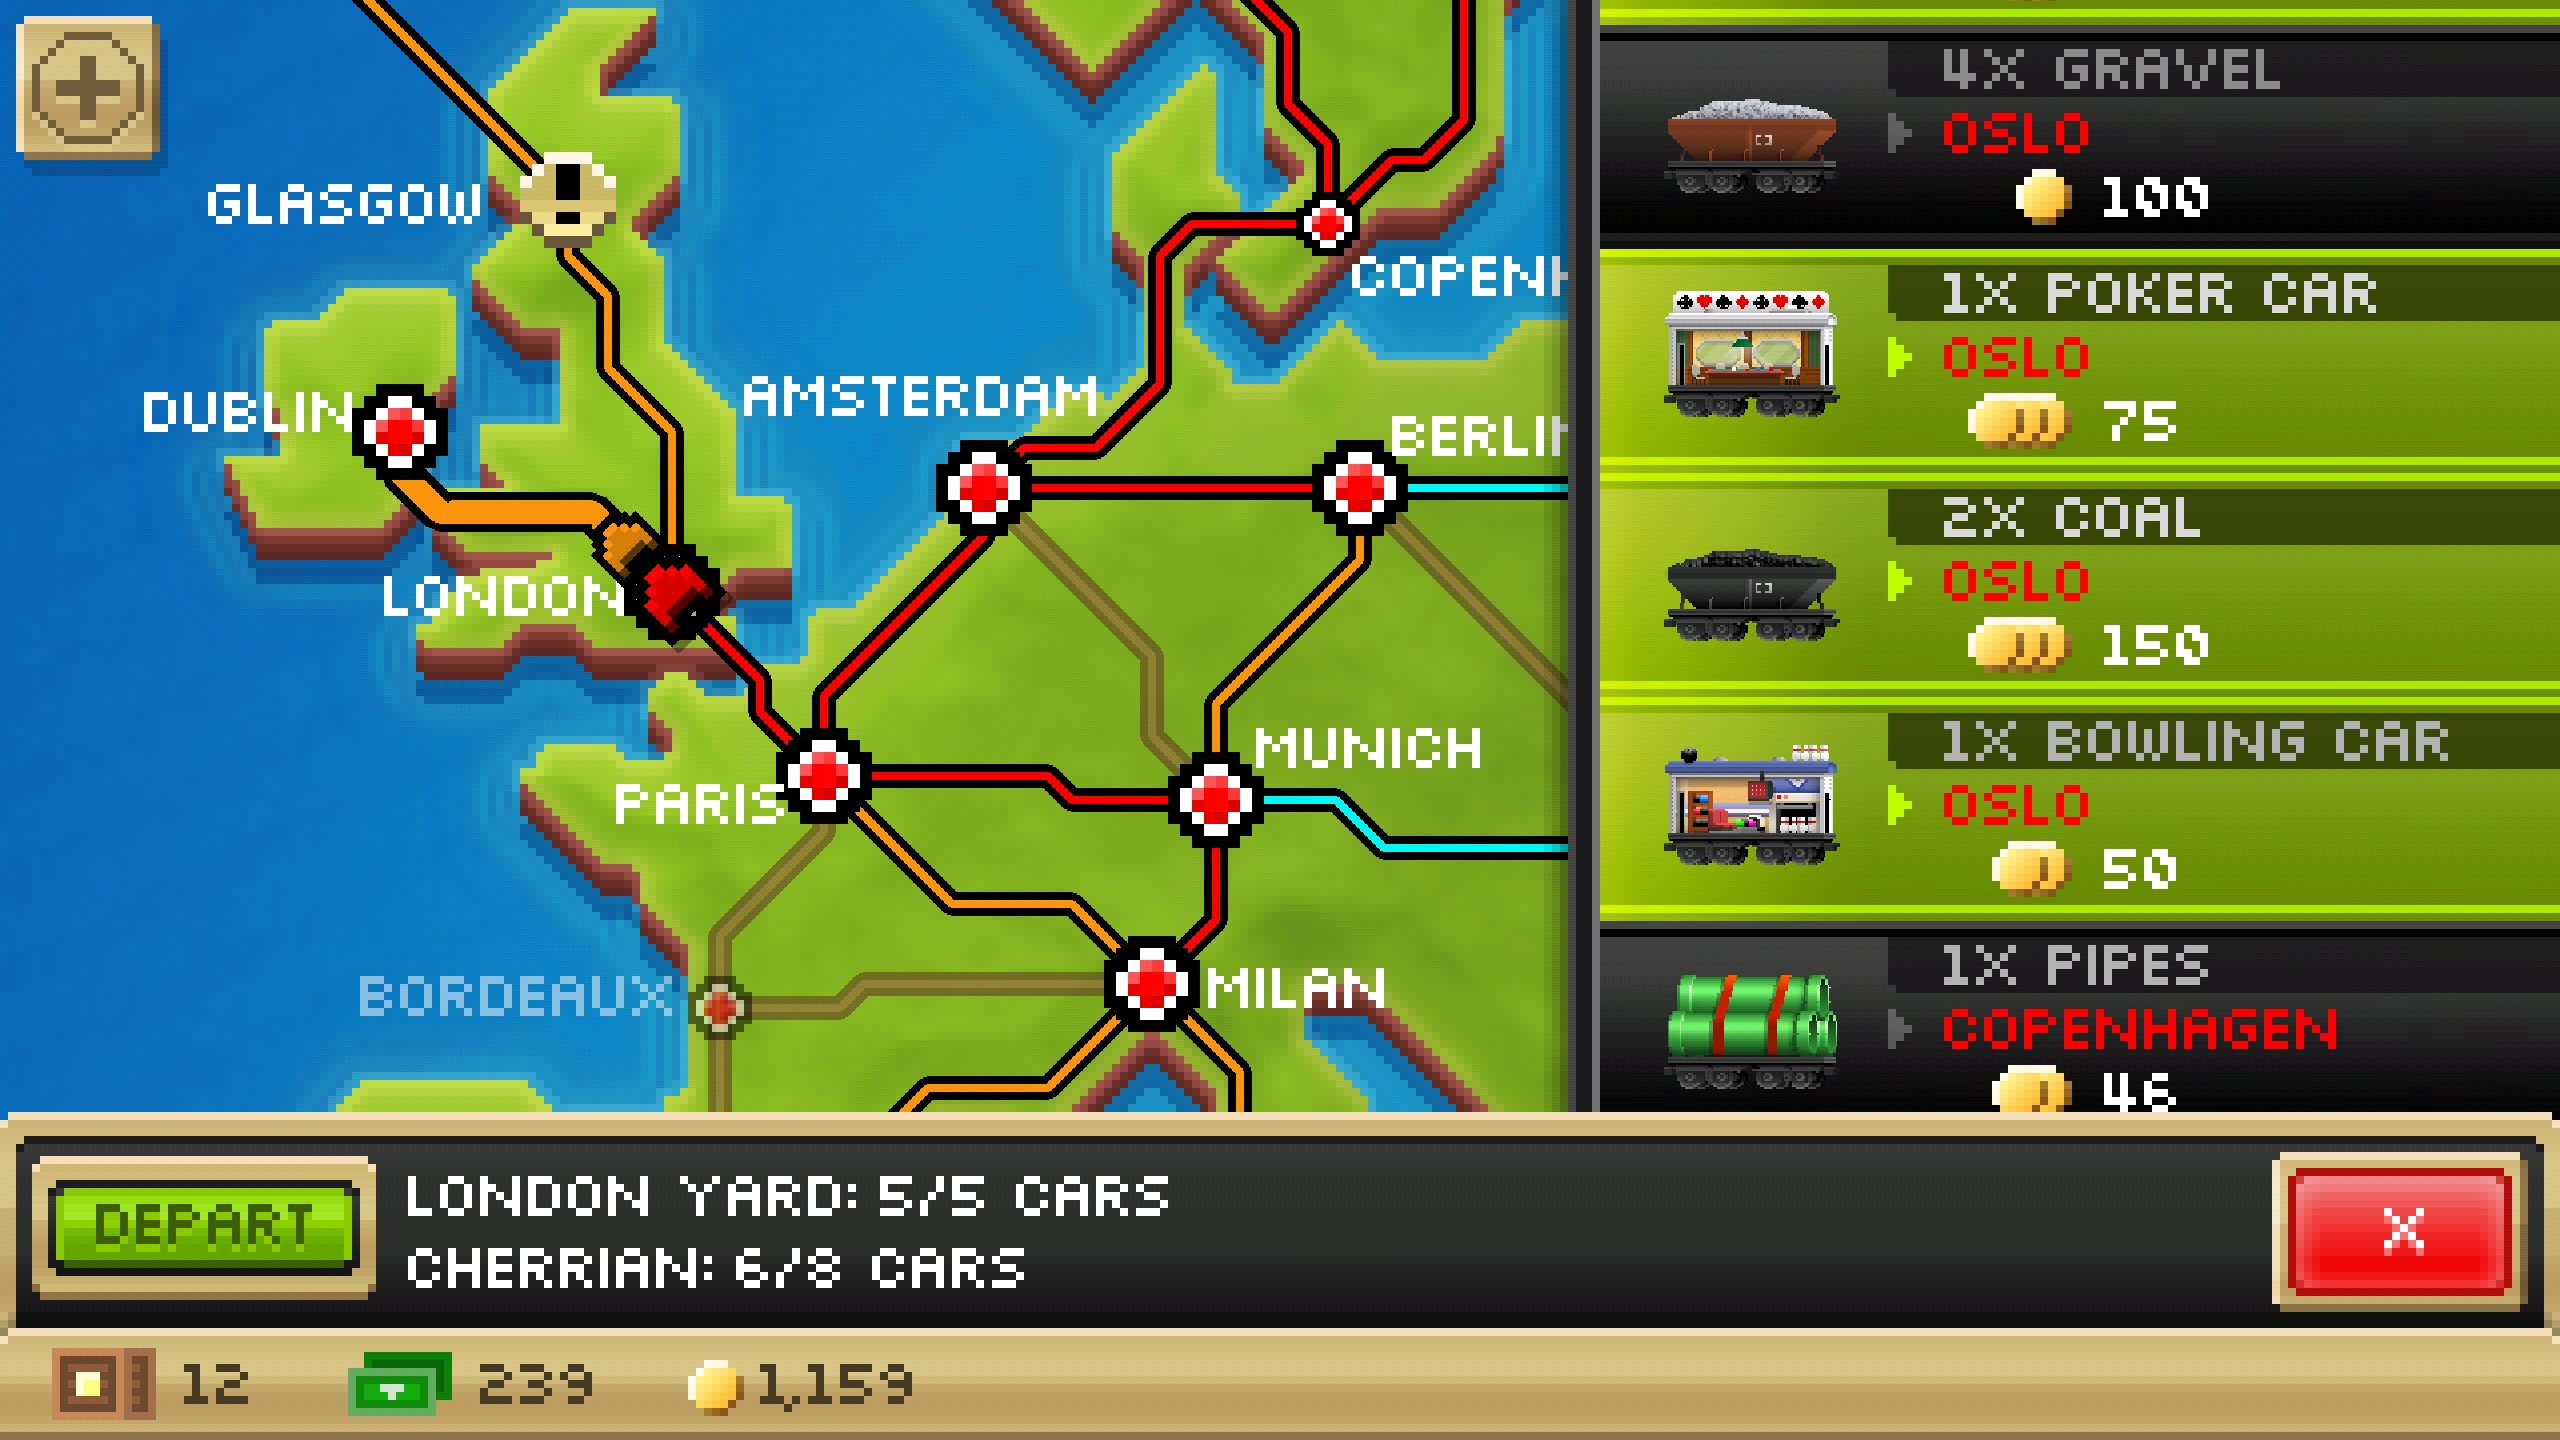 GLASGOW
DUBLIN
LONDON
AMSTERDAM
COPENH
BERLIN
PARIS
MUNICH
BORDEAUX
MILAN
4X GRAVEL
OSLO
100
1X POKER CAR
OSLO
75
2X COAL
OSLO
150
1X BOWLING CAR
OSLO
50
1X PIPES
COPENHAGEN
46
DEPART
LONDON YARD: 5/5 CARS
CHERRIAN: 6/8 CARS
X
12
239
1,159